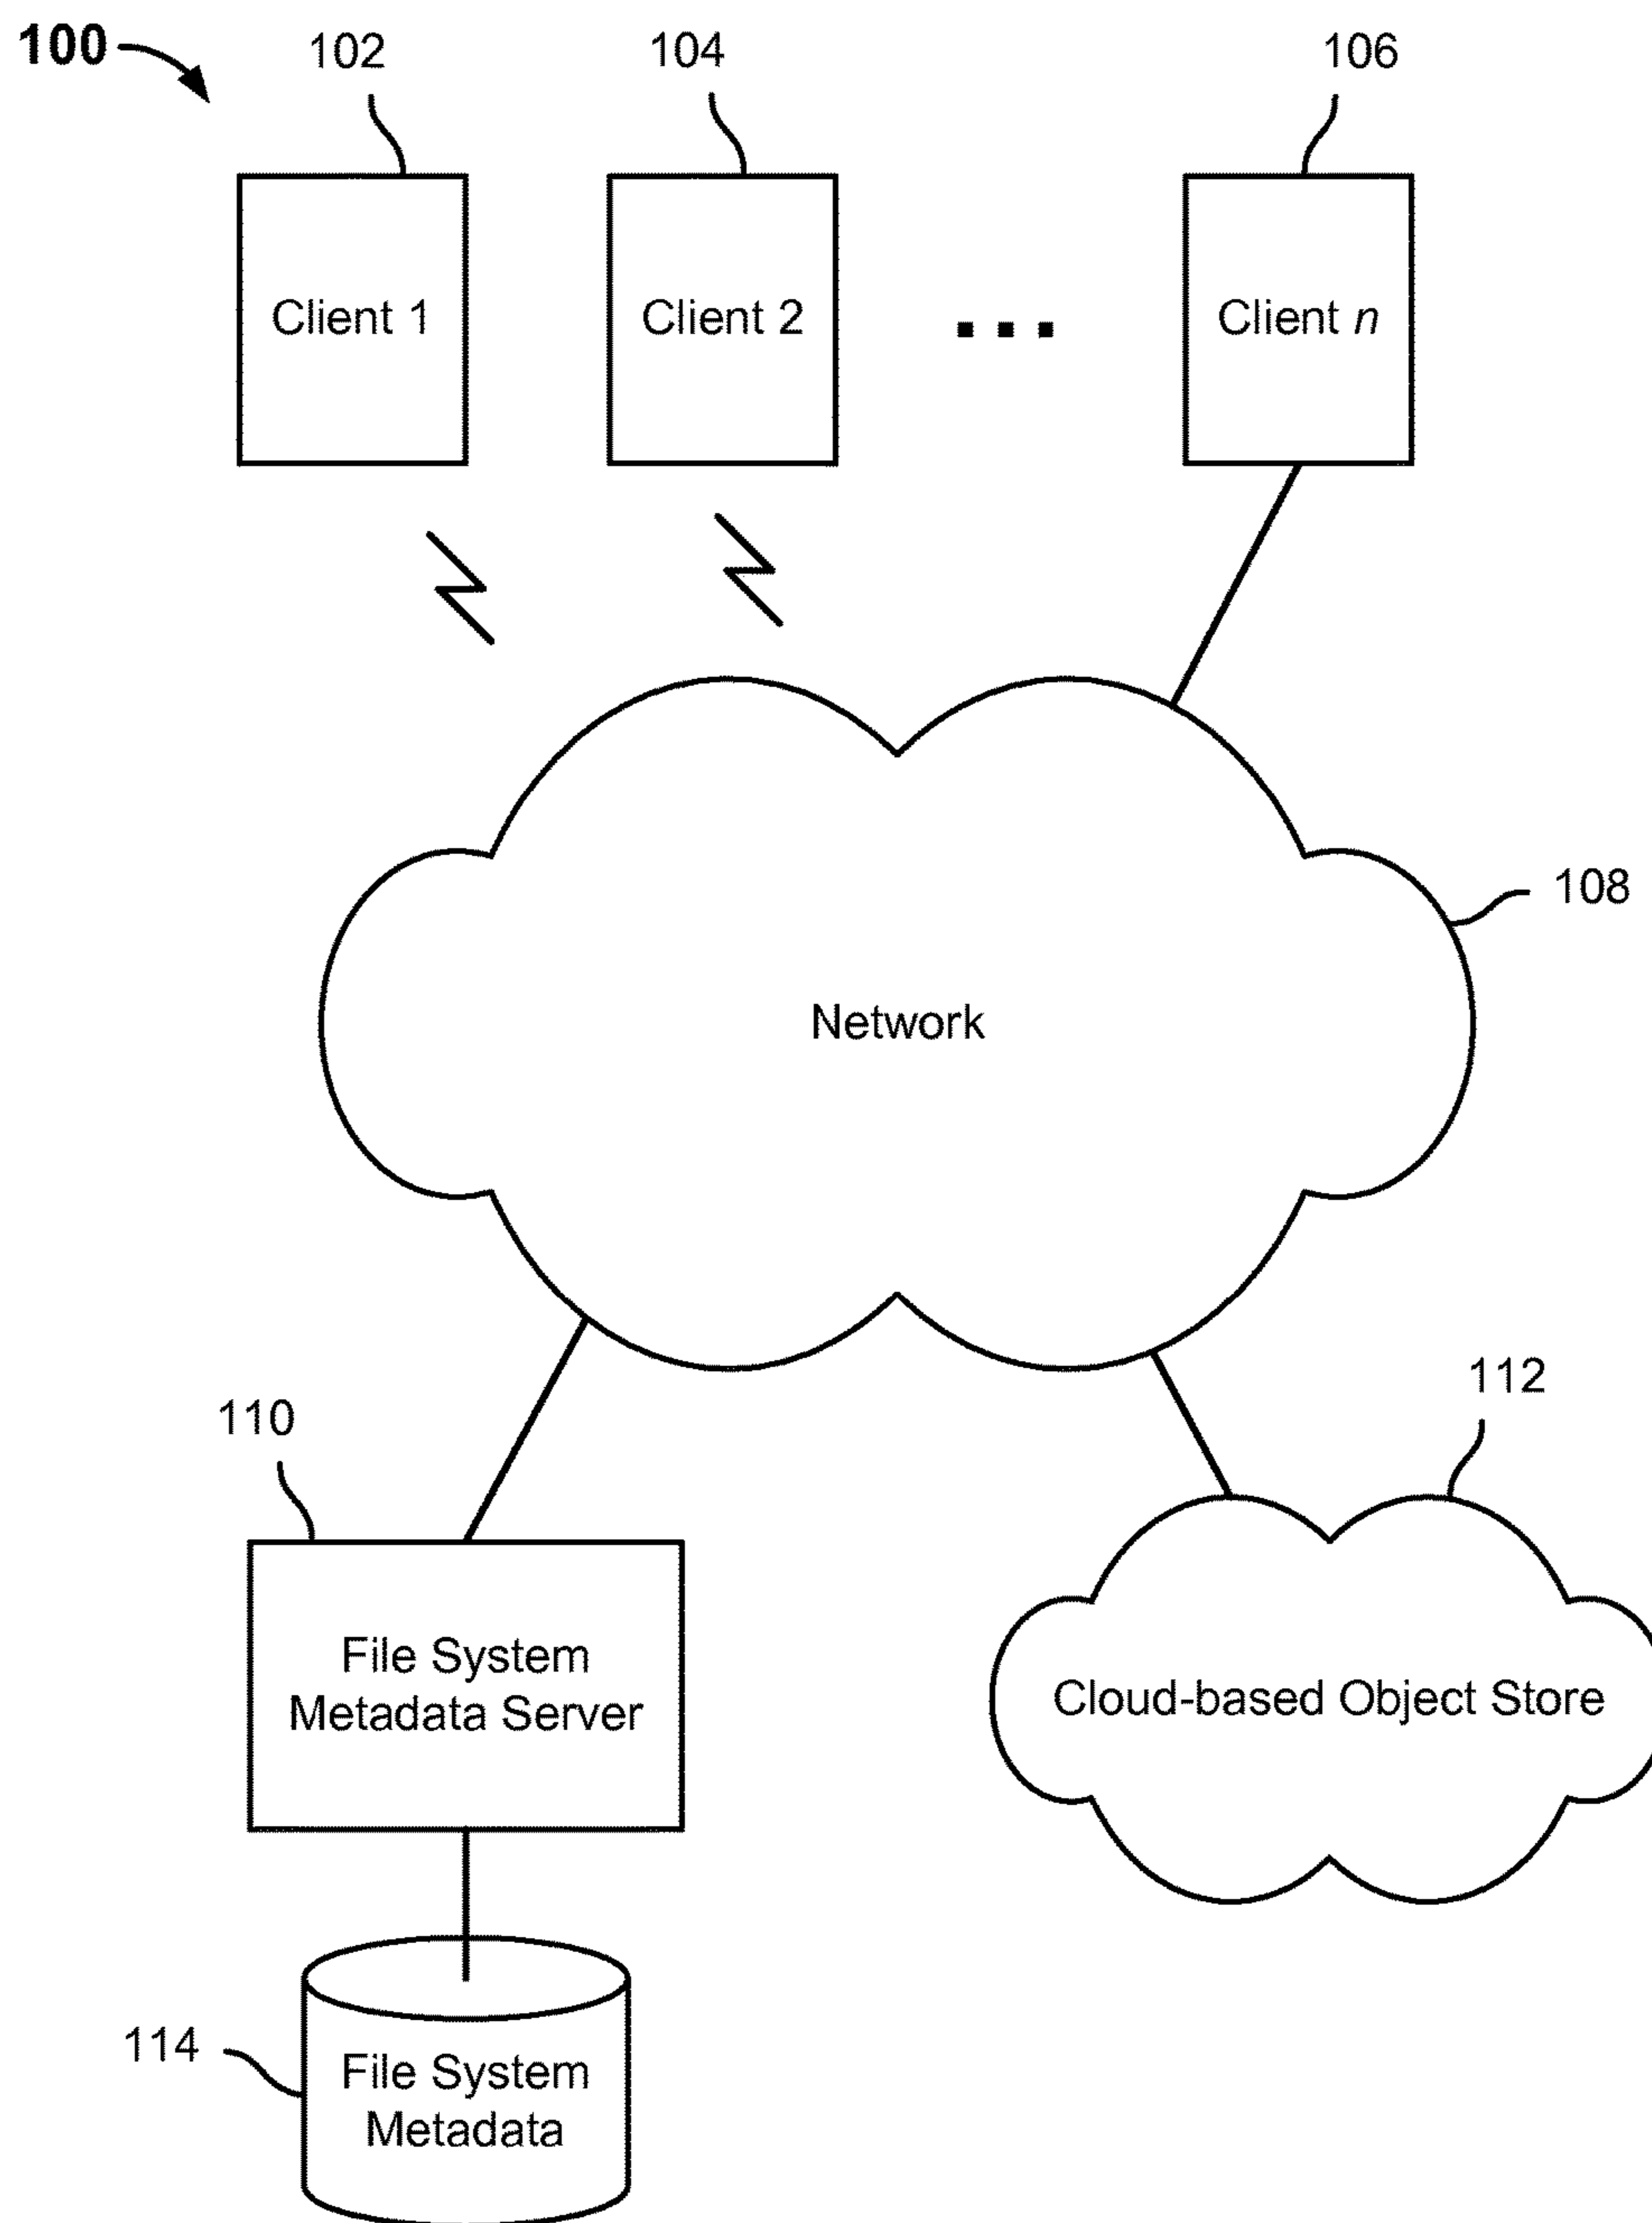 100
102
104
106
Client 1
Client 2
...
Client n
108
Network
112
110
File System
Metadata Server
Cloud-based Object Store
114
File System
Metadata